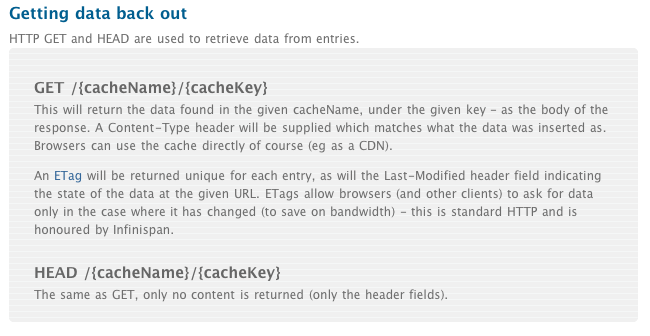 Getting data back out
HTTP GET and HEAD are used to retrieve data from entries.
GET /{cacheName}/{cacheKey}
This will return the data found in the given cacheName, under the given key - as the body of the
response. A Content-Type header will be supplied which matches what the data was inserted as.
Browsers can use the cache directly of course (eg as a CDN).
An ETag will be returned unique for each entry, as will the Last-Modified header field indicating
the state of the data at the given URL. ETags allow browsers (and other clients) to ask for data
only in the case where it has changed (to save on bandwidth) - this is standard HTTP and is
honoured by Infinispan.
HEAD /{cacheName}/{cacheKey}
The same as GET, only no content is returned (only the header fields).